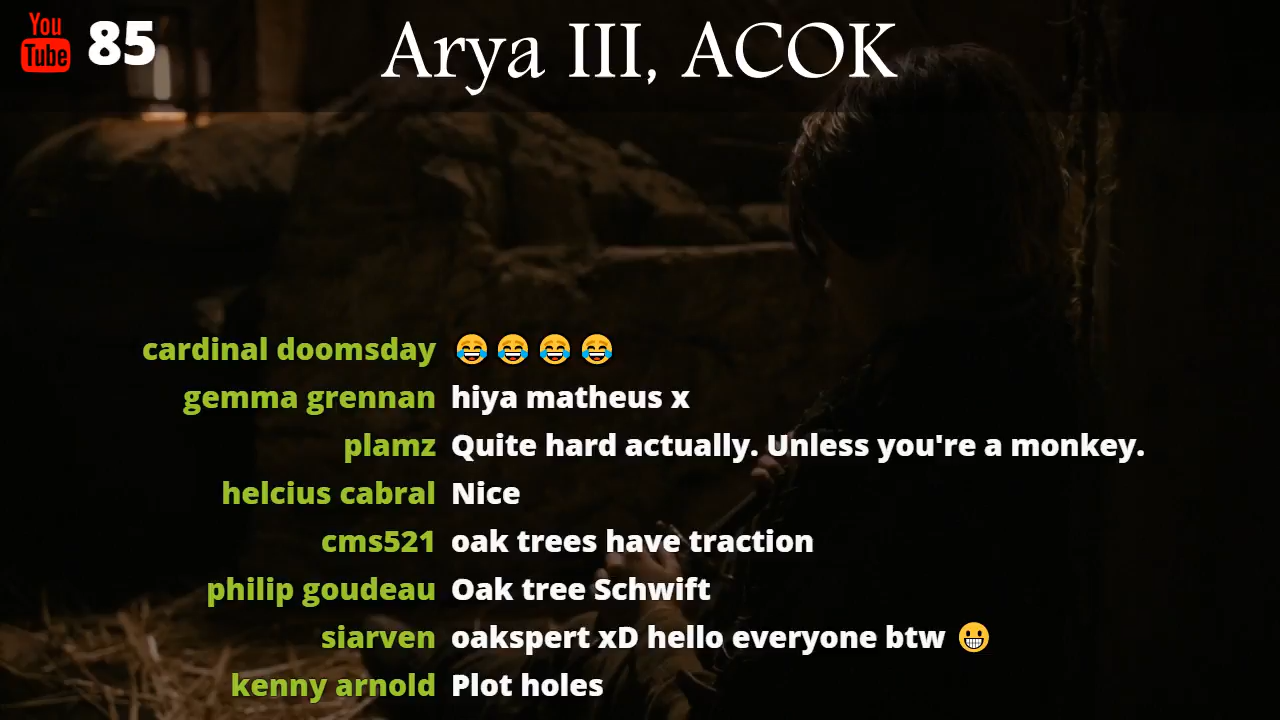 You
Tube
85
Arya III, ACOK
cardinal doomsday 😂😂😂😂
gemma grennan hiya matheus x
plamz Quite hard actually. Unless you're a monkey.
helcius cabral Nice
cms521 oak trees have traction
philip goudeau Oak tree Schwift
siarven oakspert xD hello everyone btw 😀
kenny arnold Plot holes